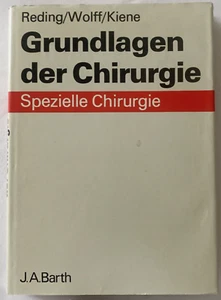 Reding/Wolff/Kiene
Grundlagen
der Chirurgie
Spezielle Chirurgie
J.A.Barth